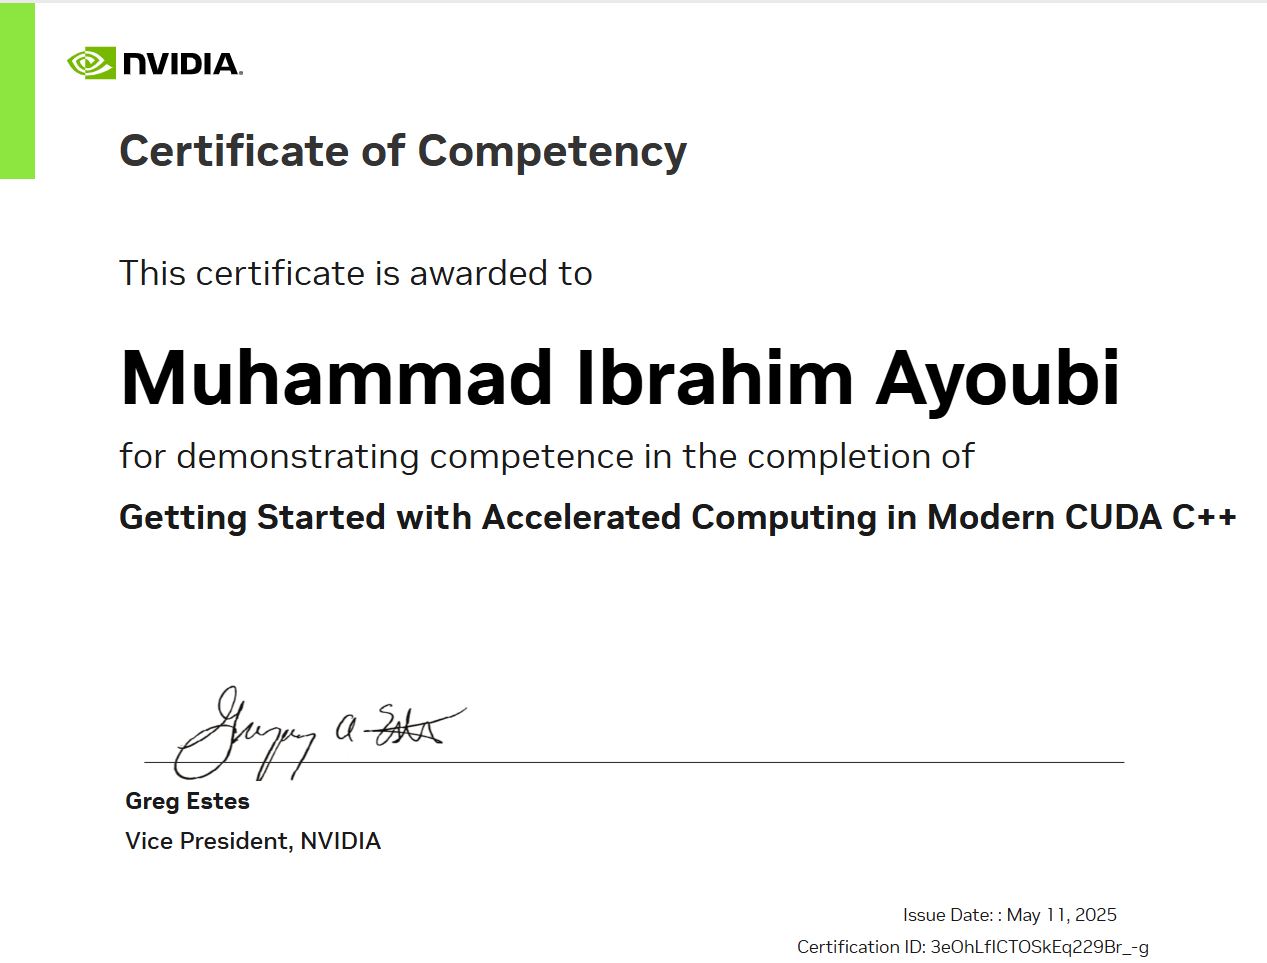 NVIDIA.
Certificate of Competency
This certificate is awarded to
Muhammad Ibrahim Ayoubi
for demonstrating competence in the completion of
Getting Started with Accelerated Computing in Modern CUDA C++
Greg Estes
Vice President, NVIDIA
Issue Date: : May 11, 2025
Certification ID: 3eOhLfICTOSkEq229Br_-g